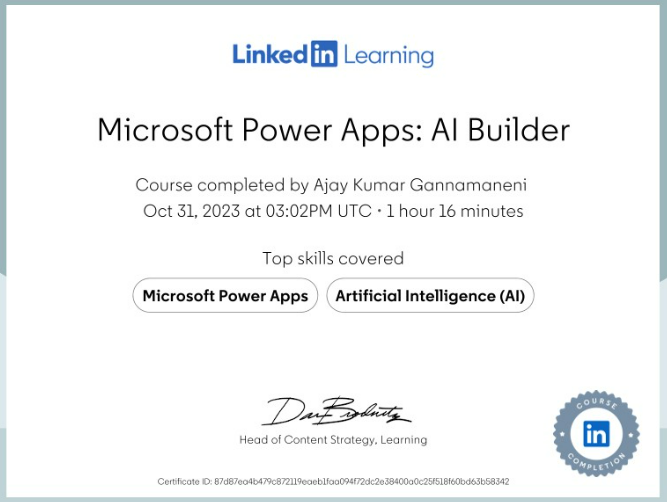 Linked in Learning
Microsoft Power Apps: AI Builder
Course completed by Ajay Kumar Gannamaneni
Oct 31, 2023 at 03:02PM UTC • 1 hour 16 minutes
Top skills covered
Microsoft Power Apps
Artificial Intelligence (AI)
Head of Content Strategy, Learning
COURSE
in
COMPLETION
Certificate ID: 87d87ea4b479c872119eaeb1faa094f72dc2e38400a0c25f518f60bd63b58342